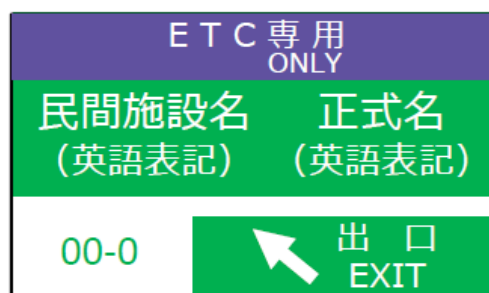 ETC専用
ONLY
民間施設名 正式名
(英語表記) (英語表記)
00-0 出口
EXIT